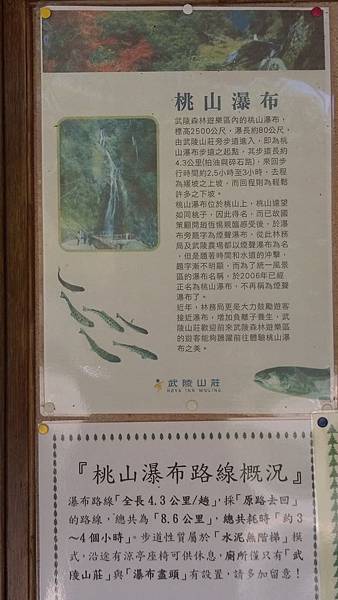 桃山瀑布
武陵森林遊樂區內的桃山瀑布，
標高2500公尺，瀑長約80公尺，
由武陵山莊旁步道進入，即為桃
山瀑布步道之起點，其步道長約
4.3公里(柏油與碎石路)，來回步
行時間約2.5小時至3小時，去程
為緩坡之上坡，而回程則為輕鬆
許多之下坡。
桃山瀑布位於桃山上，桃山遠望
如同桃子，因此得名，而已故國
策顧問趙恆惕親臨感受後，於瀑
布旁題字為煙聲瀑布，從此林務
局及武陵農場都以煙聲瀑布為名
，但是隨著時間和水道的沖擊，
題字漸不明顯，而為了統一風景
區的瀑布名稱，於2006年已經
正名為桃山瀑布，不再稱為煙聲
瀑布了。
近年，林務局更是大力鼓勵遊客
接近瀑布，增加負離子養生，武
陵山莊歡迎前來武陵森林遊樂區
的遊客能夠踴躍前往體驗桃山瀑
布之美。
武陵山莊
HOYA INN WULING
『桃山瀑布路線概況』
瀑布路線「全長4.3公里/趟」，採「原路去回」
的路線，總共為「8.6公里」，總共耗時「約3
～4個小時」。步道性質屬於「水泥無階梯」模
式，沿途有涼亭座椅可供休息，廁所僅只有「武
陵山莊」與「瀑布盡頭」有設置，請多加留意！